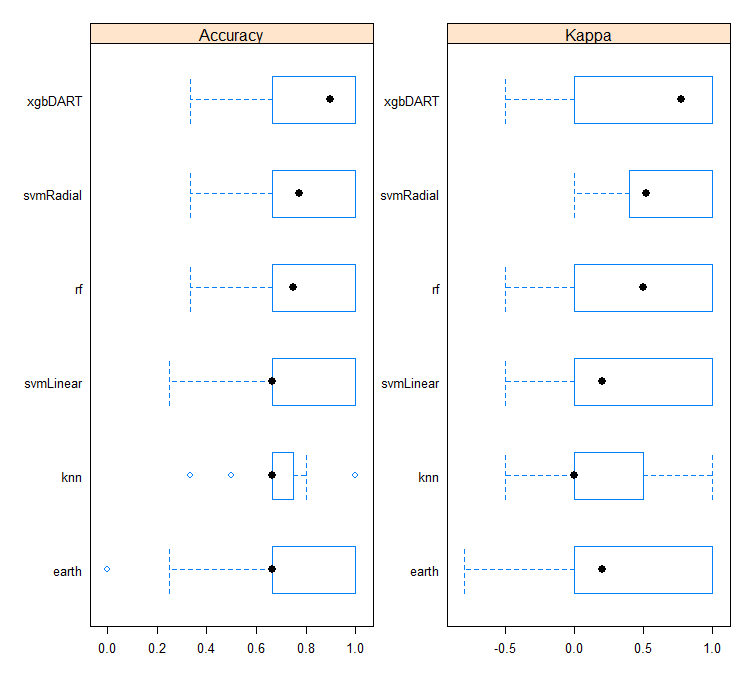 Accuracy
Kappa
xgbDART
xgbDART
svmRadial
svmRadial
rf
rf
svmLinear
svmLinear
knn
knn
earth
earth
0.0 0.2 0.4 0.6 0.8 1.0
-0.5 0.0 0.5 1.0